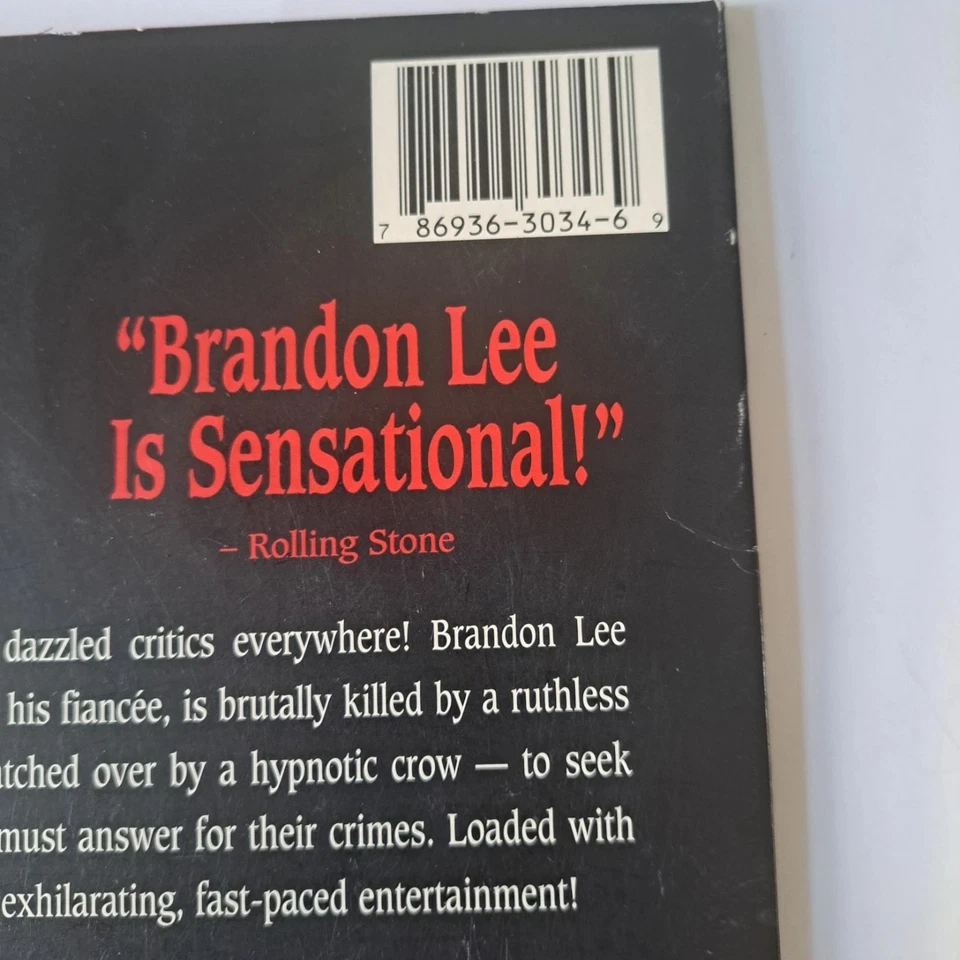 7 86936-3034-6 9
“Brandon Lee
Is Sensational!”
– Rolling Stone
dazzled critics everywhere! Brandon Lee
his fiancée, is brutally killed by a ruthless
atched over by a hypnotic crow — to seek
must answer for their crimes. Loaded with
exhilarating, fast-paced entertainment!